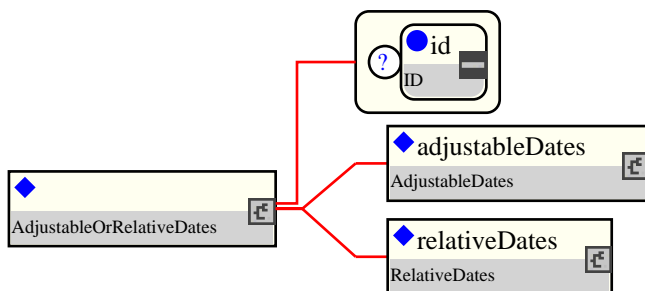 ?
id
ID
adjustableDates
AdjustableDates
AdjustableOrRelativeDates
relativeDates
RelativeDates